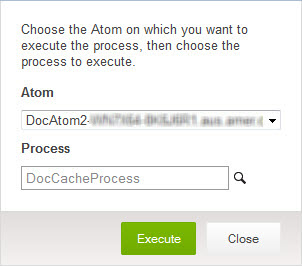 Choose the Atom on which you want to
execute the process, then choose the
process to execute.
Atom
DocAtom2-
Process
DocCacheProcess
Execute
Close